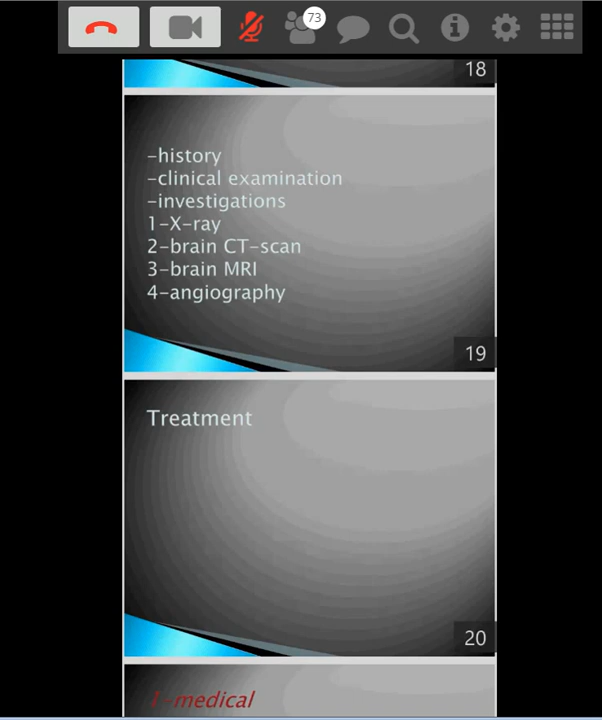 73
18
-history
-clinical examination
-investigations
1-X-ray
2-brain CT-scan
3-brain MRI
4-angiography
19
Treatment
20
1-medical